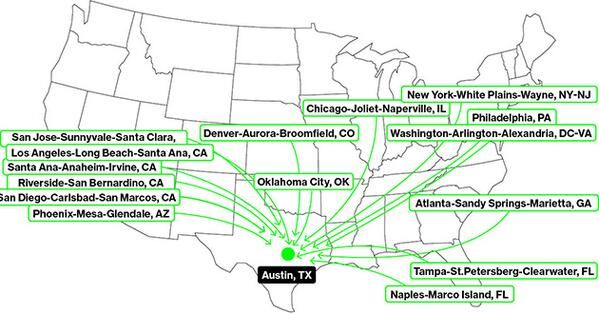 New York-White Plains-Wayne, NY-NJ
Chicago-Joliet-Naperville, IL
Philadelphia, PA
Denver-Aurora-Broomfield, CO
Washington-Arlington-Alexandria, DC-VA
San Jose-Sunnyvale-Santa Clara,
Los Angeles-Long Beach-Santa Ana, CA
Santa Ana-Anaheim-Irvine, CA
Oklahoma City, OK
Riverside-San Bernardino, CA
San Diego-Carlsbad-San Marcos, CA
Atlanta-Sandy Springs-Marietta, GA
Phoenix-Mesa-Glendale, AZ
Austin, TX
Tampa-St.Petersberg-Clearwater, FL
Naples-Marco Island, FL